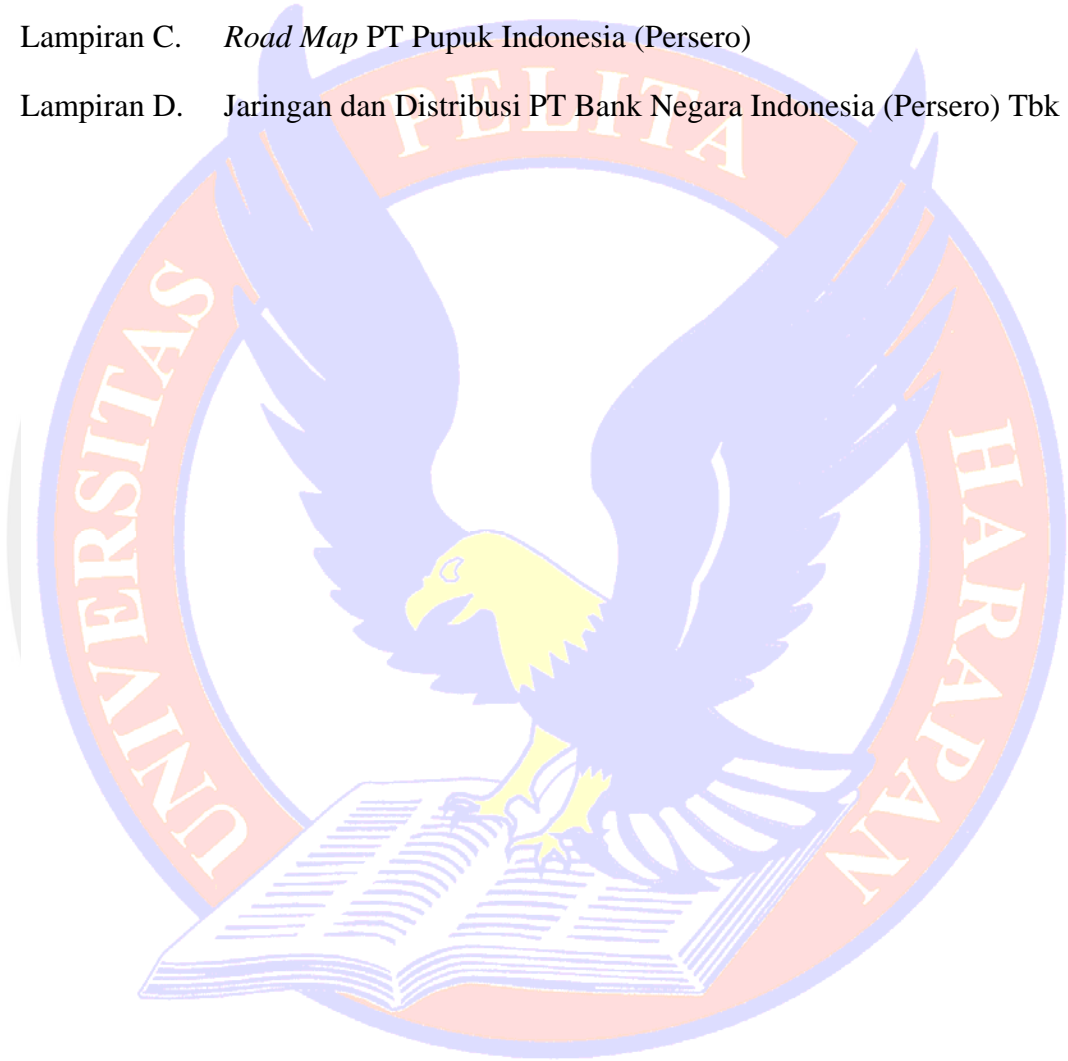 Lampiran C. Road Map PT Pupuk Indonesia (Persero)
Lampiran D. Jaringan dan Distribusi PT Bank Negara Indonesia (Persero) Tbk
UNIVERSITAS PELITA HARAPAN